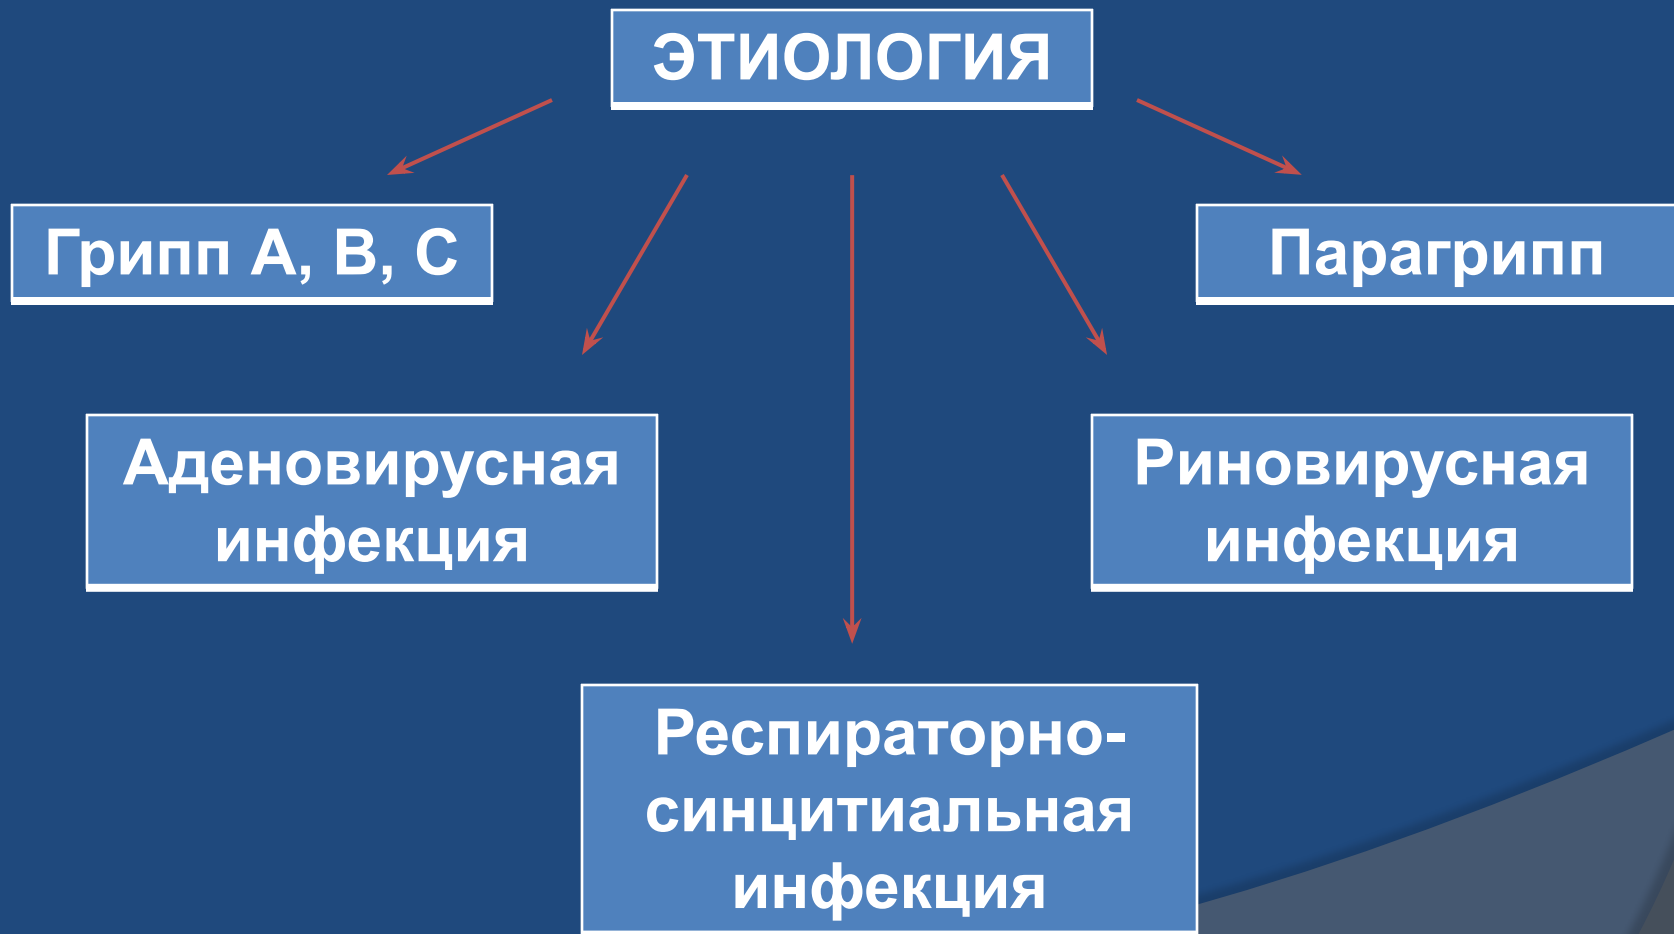 ЭТИОЛОГИЯ
Грипп А, В, С
Парагрипп
Аденовирусная
инфекция
Риновирусная
инфекция
Респираторно-
синцитиальная
инфекция